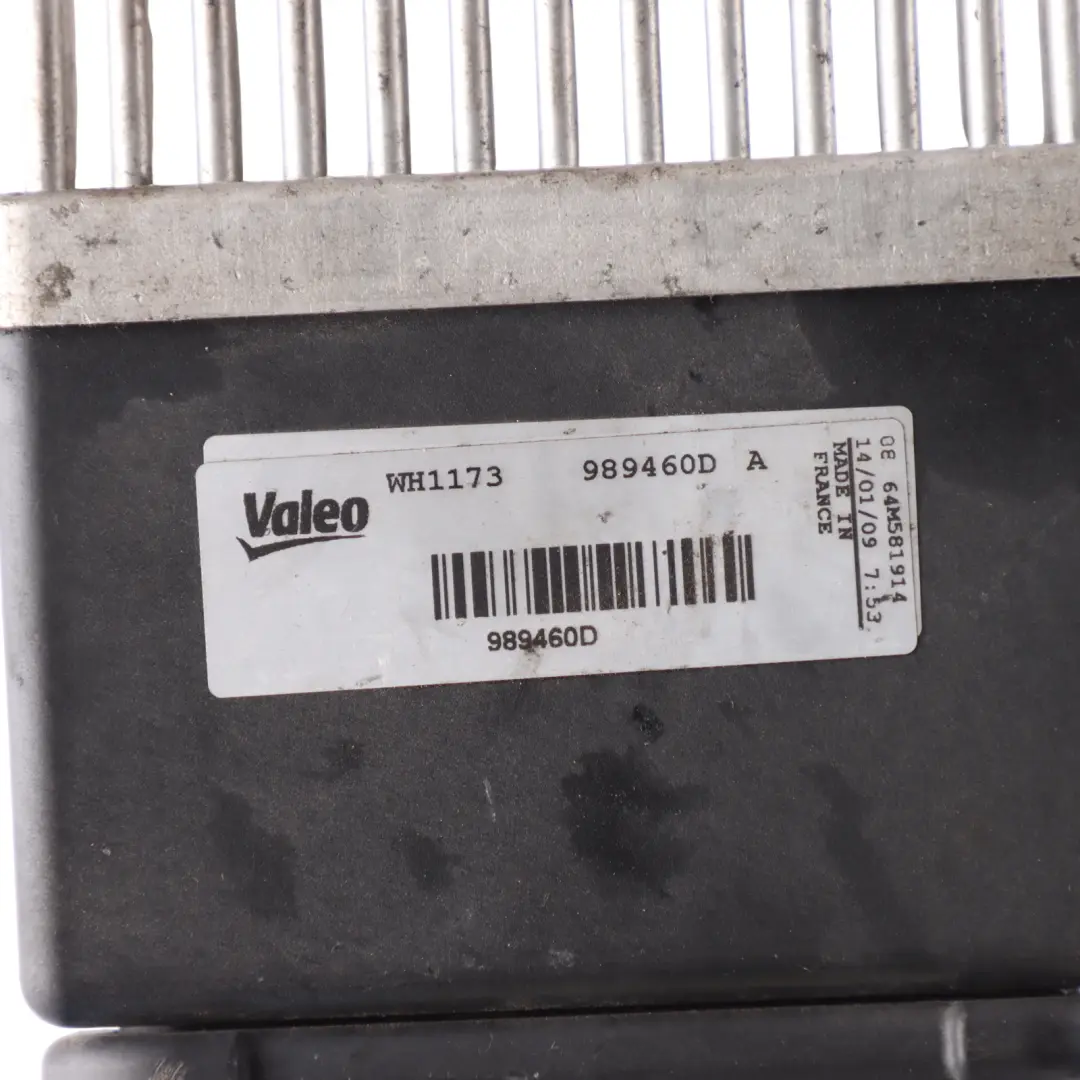 Valeo
WH1173 989460D A
989460D
08 64M581914
14/01/09 7:53
MADE IN
FRANCE